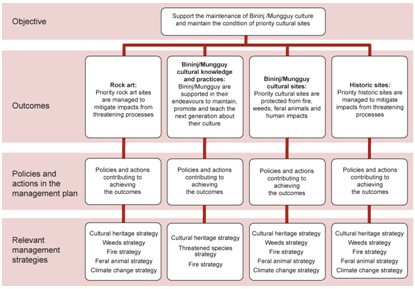 Objective
Support the maintenance of Bininj /Mungguy culture
and maintain the condition of priority cultural sites
Outcomes
Rock art:
Priority rock art sites
are managed to
mitigate impacts from
threatening processes
Bininj/Mungguy
cultural knowledge
and practices:
Bininj/Mungguy are
supported in their
endeavours to maintain,
promote and teach the
next generation about
their culture
Bininj/Mungguy
cultural sites:
Priority cultural sites are
protected from fire,
weeds, feral animals and
human impacts
Historic sites:
Priority historic sites are
managed to mitigate
impacts from threatening
processes
Policies and
actions in the
management plan
Policies and actions
contributing to
achieving
the outcomes
Policies and actions
contributing to
achieving
the outcomes
Policies and actions
contributing to
achieving
the outcomes
Policies and actions
contributing to
achieving
the outcomes
Relevant
management
strategies
Cultural heritage strategy
Weeds strategy
Fire strategy
Feral animal strategy
Climate change strategy
Cultural heritage strategy
Threatened species
strategy
Fire strategy
Cultural heritage strategy
Weeds strategy
Fire strategy
Feral animal strategy
Climate change strategy
Cultural heritage strategy
Weeds strategy
Fire strategy
Feral animal strategy
Climate change strategy